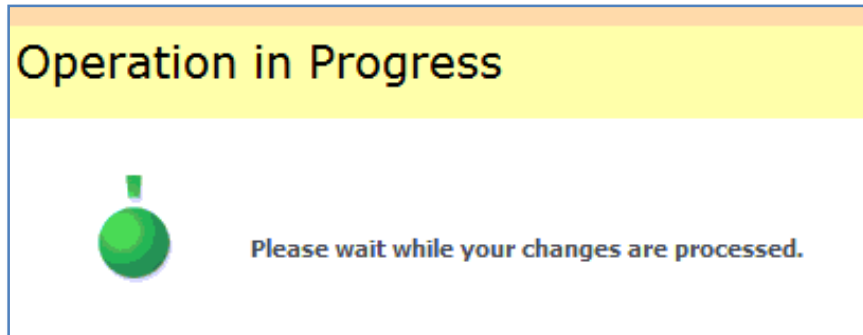 Operation in Progress
Please wait while your changes are processed.